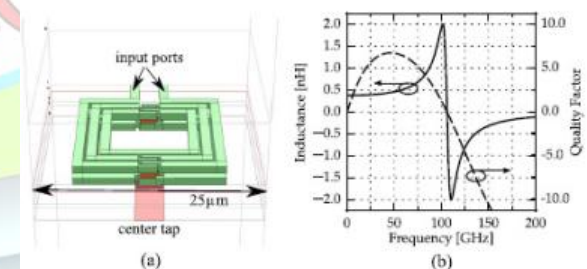 input ports
25μm
center tap
(a)
Inductance [nH]
2.0
1.5
1.0
0.5
0.0
−0.5
−1.0
−1.5
−2.0
10.0
5.0
0.0
−5.0
−10.0
Quality Factor
0 50 100 150 200
Frequency [GHz]
(b)